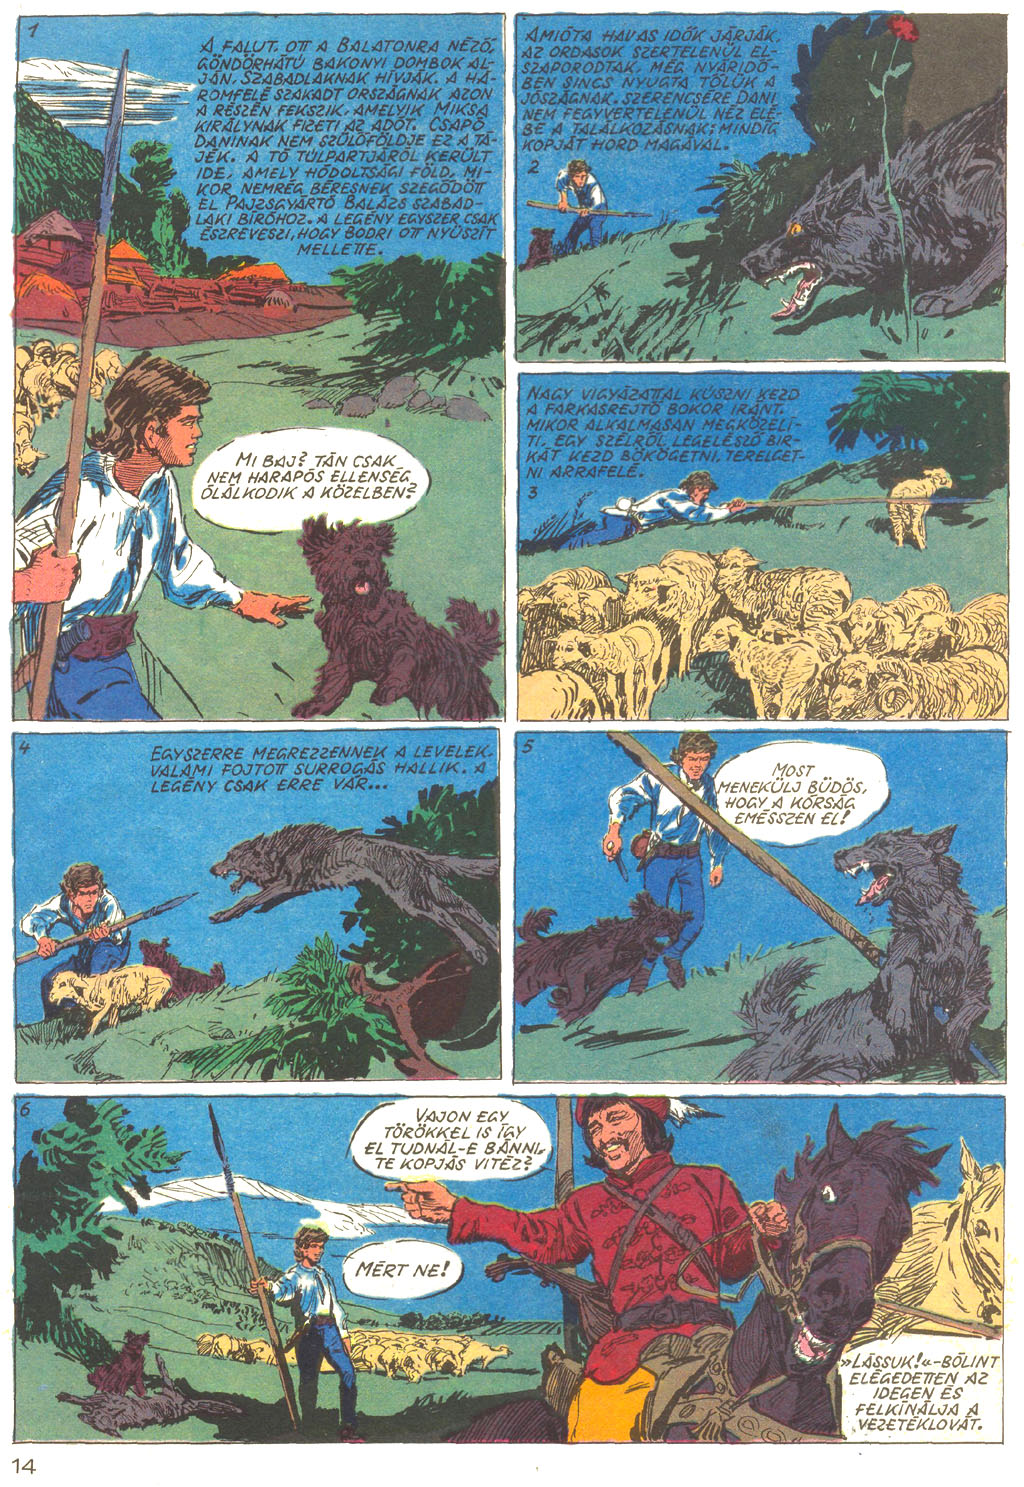 1
A FALUT, OTT A BALATONRA NÉZŐ,
GÖNDÖRHÁTÚ BAKONYI DOMBOK AL-
JÁN, SZABADLAKNAK HÍVJÁK. A HÁ-
ROMFELÉ SZAKADT ORSZÁGNAK AZON
A RÉSZÉN FEKSZIK, AMELYIK MIKSA
KIRÁLYNAK FIZETI AZ ADÓT. CSAPÓ
DANINAK NEM SZÜLŐFÖLDJE EZ A TÁ-
JÉK. A TÓ TÚLPARTJÁRÓL KERÜLT
IDE, AMELY HÓDOLTSÁGI FÖLD, MI-
KOR NEMRÉG BÉRESNEK SZEGŐDÖTT
EL PAJZSGYÁRTÓ BALÁZS SZABAD-
LAKI BÍRÓHOZ. A LEGÉNY EGYSZER CSAK
ÉSZREVESZI, HOGY BODRI OTT NYÜSZÍT
MELLETTE.
MI BAJ? TÁN CSAK
NEM HARAPÓS ELLENSÉG
ÓLÁLKODIK A KÖZELBEN?
AMIÓTA HAVAS IDŐK JÁRJÁK,
AZ ORDASOK SZERTELENÜL EL-
SZAPORODTAK, MÉG NYÁRIDŐ-
BEN SINCS NYUGTA TŐLÜK A
JÓSZÁGNAK. SZERENCSÉRE DANI
NEM FEGYVERTELENÜL NÉZ ELÉ-
BE A TALÁLKOZÁSNAK: MINDIG
KOPJÁT HORD MAGÁVAL.
2
NAGY VIGYÁZATTAL KÚSZNI KEZD
A FARKASREJTŐ BOKOR IRÁNT.
MIKOR ALKALMASAN MEGKÖZELÍ-
TI, EGY SZÉLRŐL LEGELÉSZŐ BIR-
KÁT KEZD BÖKÖGETNI, TERELGET-
NI ARRAFELÉ.
3
4
EGYSZERRE MEGREZZENNEK A LEVELEK.
VALAMI FOJTOTT SURROGÁS HALLIK. A
LEGÉNY CSAK ERRE VÁR...
5
MOST
MENEKÜLJ BÜDÖS,
HOGY A KÓRSÁG
EMÉSSZEN EL!
6
VAJON EGY
TÖRÖKKEL IS ÍGY
EL TUDNÁL-E BÁNNI,
TE KOPJÁS VITÉZ?
MÉRT NE!
»LÁSSUK!«-BÓLINT
ELÉGEDETTEN AZ
IDEGEN ÉS
FELKÍNÁLJA A
VEZETÉKLOVÁT.
14